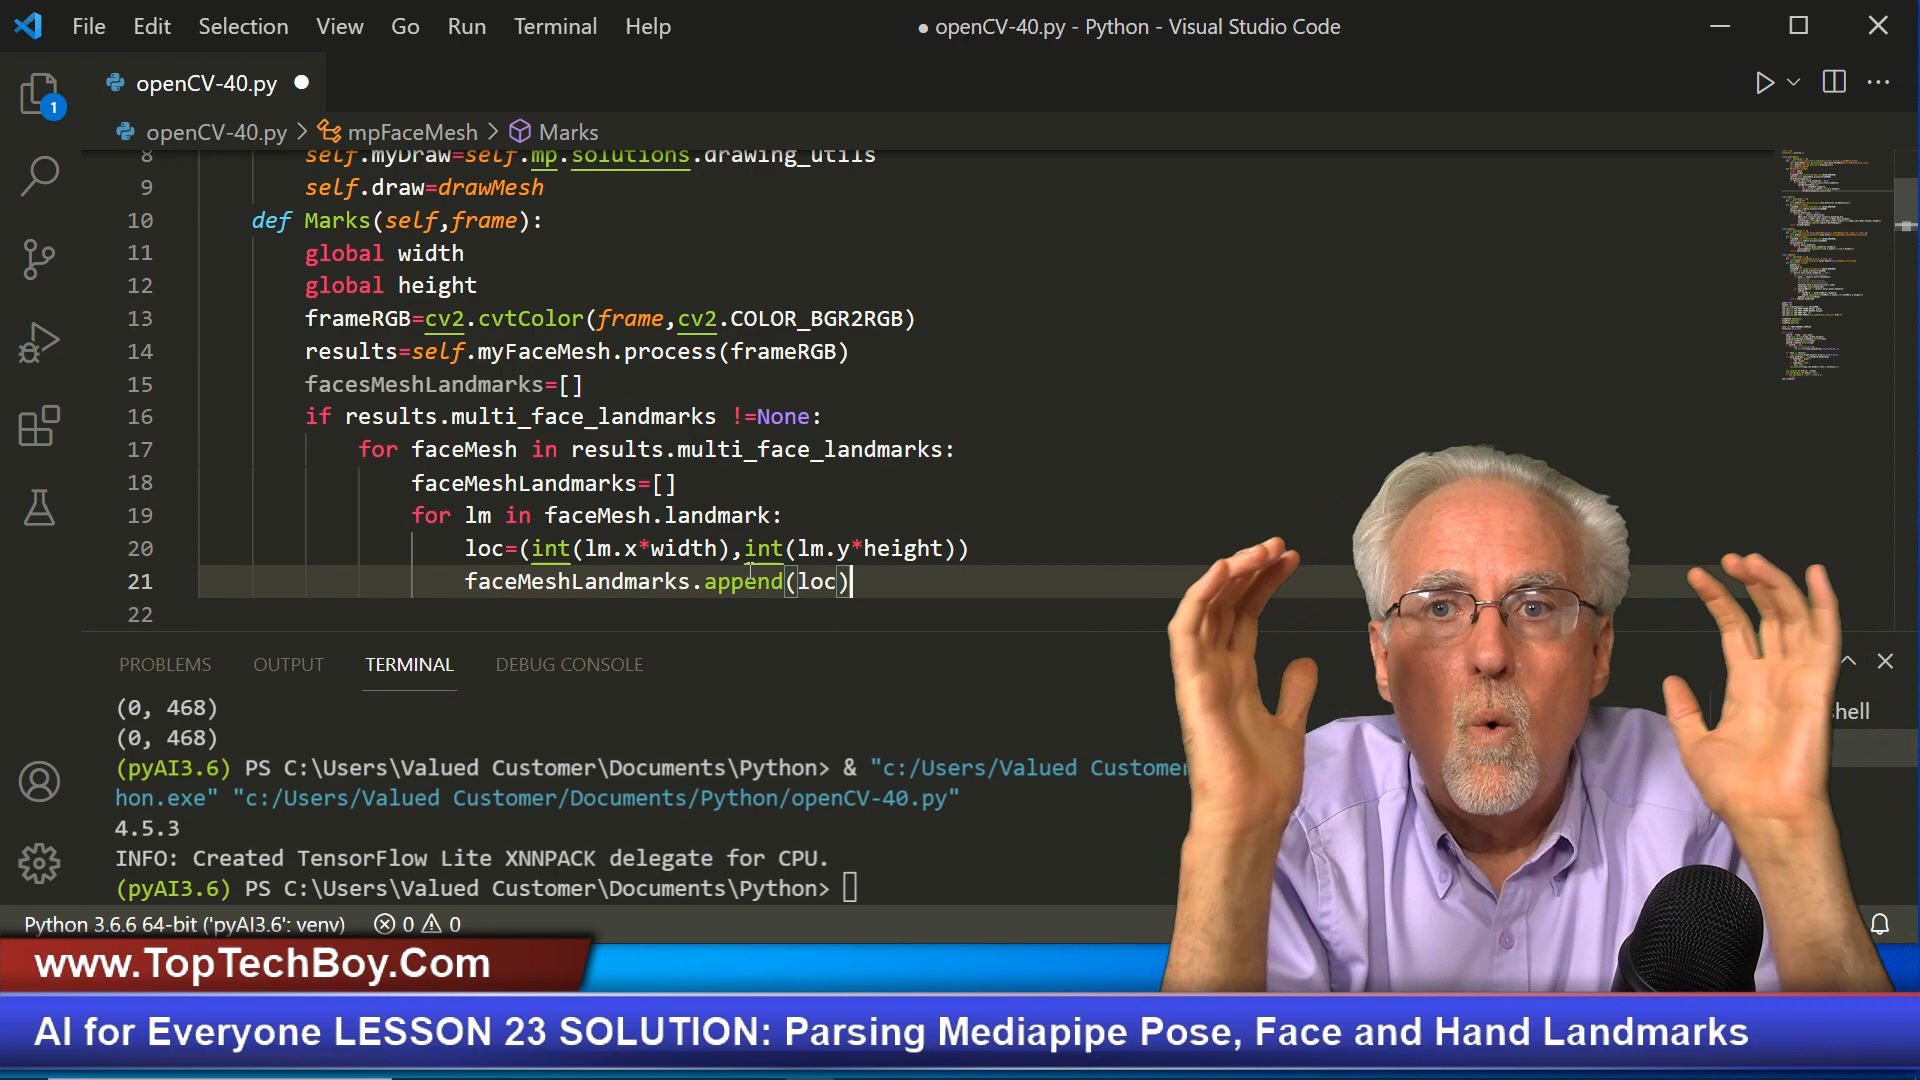 File Edit Selection View Go Run Terminal Help
● openCV-40.py - Python - Visual Studio Code
openCV-40.py
1
openCV-40.py > mpFaceMesh > Marks
8 self.myDraw=self.mp.solutions.drawing_utils
9 self.draw=drawMesh
10 def Marks(self,frame):
11 global width
12 global height
13 frameRGB=cv2.cvtColor(frame,cv2.COLOR_BGR2RGB)
14 results=self.myFaceMesh.process(frameRGB)
15 facesMeshLandmarks=[]
16 if results.multi_face_landmarks !=None:
17 for faceMesh in results.multi_face_landmarks:
18 faceMeshLandmarks=[]
19 for lm in faceMesh.landmark:
20 loc=(int(lm.x*width),int(lm.y*height))
21 faceMeshLandmarks.append(loc)
22
PROBLEMS OUTPUT TERMINAL DEBUG CONSOLE
hell
(0, 468)
(0, 468)
(pyAI3.6) PS C:\Users\Valued Customer\Documents\Python> & "c:/Users/Valued Customer
hon.exe" "c:/Users/Valued Customer/Documents/Python/openCV-40.py"
4.5.3
INFO: Created TensorFlow Lite XNNPACK delegate for CPU.
(pyAI3.6) PS C:\Users\Valued Customer\Documents\Python>
Python 3.6.6 64-bit ('pyAI3.6': venv) 0 0
www.TopTechBoy.Com
AI for Everyone LESSON 23 SOLUTION: Parsing Mediapipe Pose, Face and Hand Landmarks